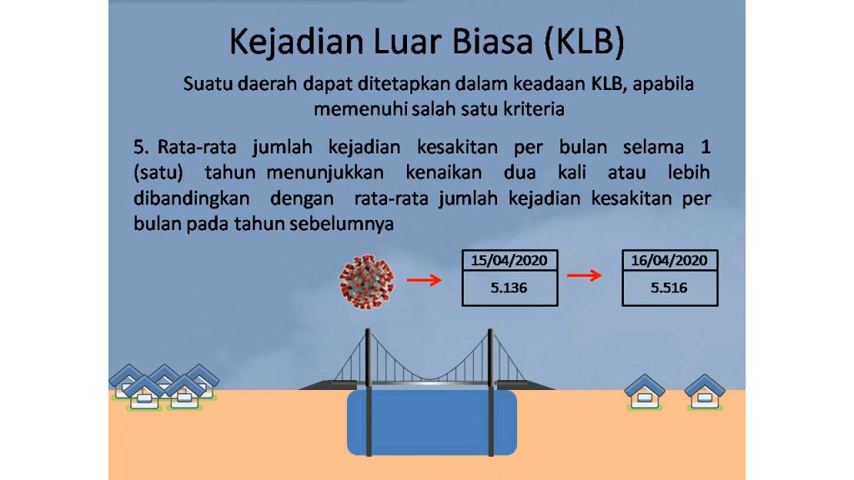 Kejadian Luar Biasa (KLB)
Suatu daerah dapat ditetapkan dalam keadaan KLB, apabila
memenuhi salah satu kriteria
5. Rata-rata jumlah kejadian kesakitan per bulan selama 1
(satu) tahun menunjukkan kenaikan dua kali atau lebih
dibandingkan dengan rata-rata jumlah kejadian kesakitan per
bulan pada tahun sebelumnya
15/04/2020 16/04/2020
5.136 5.516